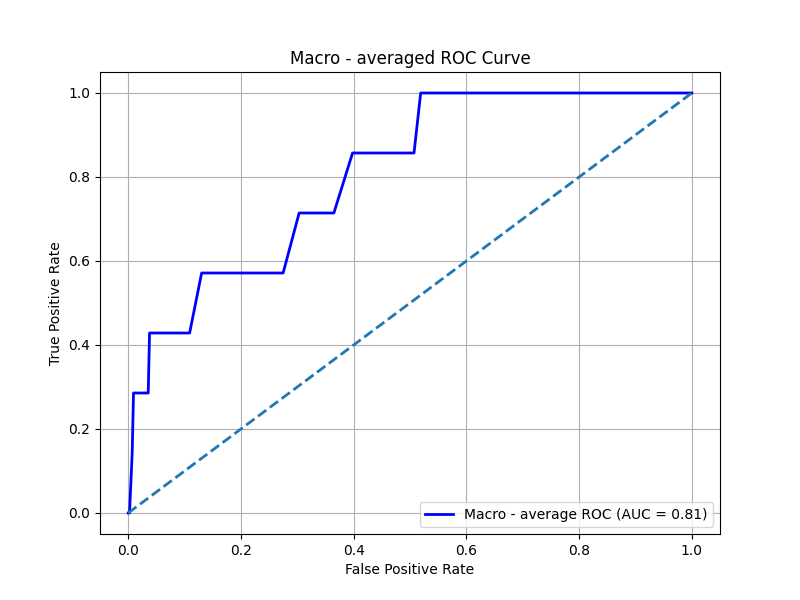 Macro - averaged ROC Curve
True Positive Rate
1.0
0.8
0.6
0.4
0.2
0.0
Macro - average ROC (AUC = 0.81)
0.0 0.2 0.4 0.6 0.8 1.0
False Positive Rate